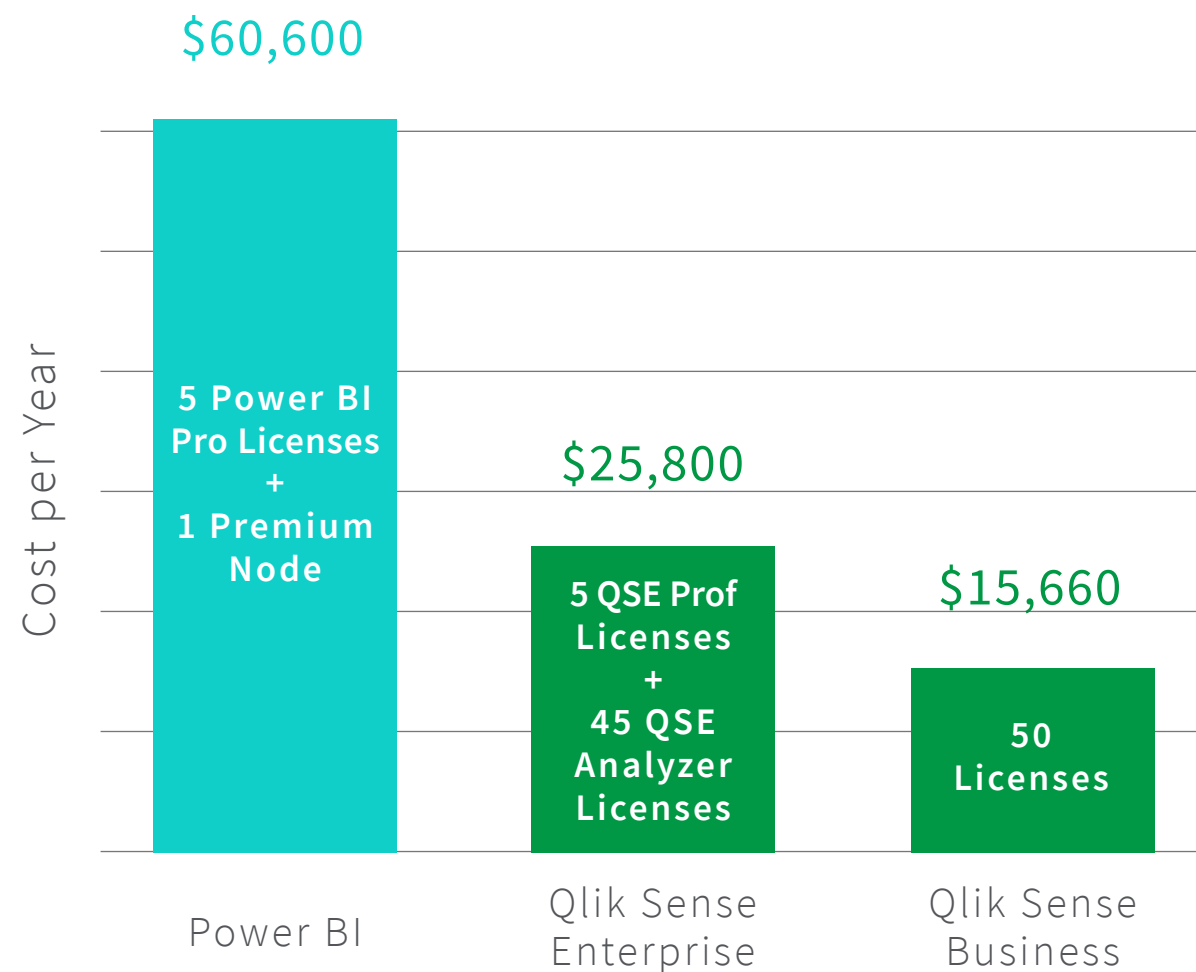 $60,600
Cost per Year
5 Power BI
Pro Licenses
+
1 Premium
Node
$25,800
5 QSE Prof
Licenses
+
45 QSE
Analyzer
Licenses
$15,660
50
Licenses
Power BI
Qlik Sense
Enterprise
Qlik Sense
Business